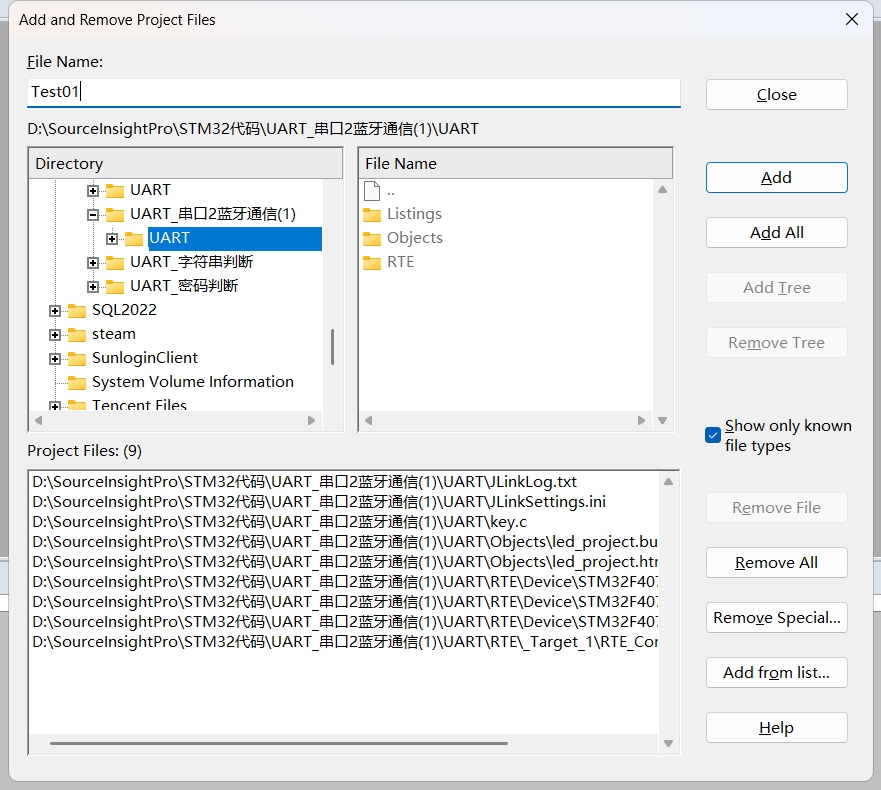 Add and Remove Project Files
File Name:
Test01
Close
D:\SourceInsightPro\STM32代码\UART_串口2蓝牙通信(1)\UART
Directory
UART
UART_串口2蓝牙通信(1)
UART
UART_字符串判断
UART_密码判断
SQL2022
steam
SunloginClient
System Volume Information
Tencent Files
File Name
..
Listings
Objects
RTE
Add
Add All
Add Tree
Remove Tree
Show only known
file types
Project Files: (9)
D:\SourceInsightPro\STM32代码\UART_串口2蓝牙通信(1)\UART\JLinkLog.txt
D:\SourceInsightPro\STM32代码\UART_串口2蓝牙通信(1)\UART\JLinkSettings.ini
D:\SourceInsightPro\STM32代码\UART_串口2蓝牙通信(1)\UART\key.c
D:\SourceInsightPro\STM32代码\UART_串口2蓝牙通信(1)\UART\Objects\led_project.bu
D:\SourceInsightPro\STM32代码\UART_串口2蓝牙通信(1)\UART\Objects\led_project.htm
D:\SourceInsightPro\STM32代码\UART_串口2蓝牙通信(1)\UART\RTE\Device\STM32F407
D:\SourceInsightPro\STM32代码\UART_串口2蓝牙通信(1)\UART\RTE\Device\STM32F407
D:\SourceInsightPro\STM32代码\UART_串口2蓝牙通信(1)\UART\RTE\Device\STM32F407
D:\SourceInsightPro\STM32代码\UART_串口2蓝牙通信(1)\UART\RTE\_Target_1\RTE_Con
Remove File
Remove All
Remove Special...
Add from list...
Help